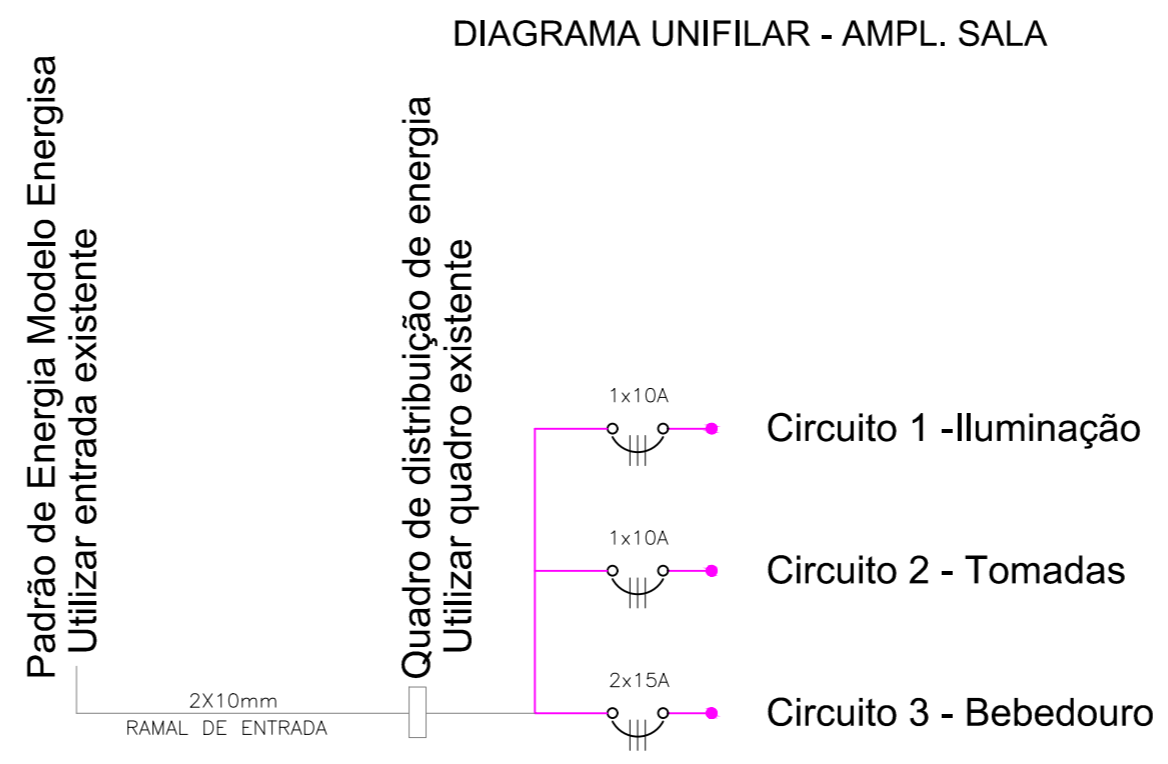 DIAGRAMA UNIFILAR - AMPL. SALA
Padrão de Energia Modelo Energisa
Utilizar entrada existente
Quadro de distribuição de energia
Utilizar quadro existente
1x10A
Circuito 1 -Iluminação
1x10A
Circuito 2 - Tomadas
2x15A
Circuito 3 - Bebedouro
2X10mm
RAMAL DE ENTRADA